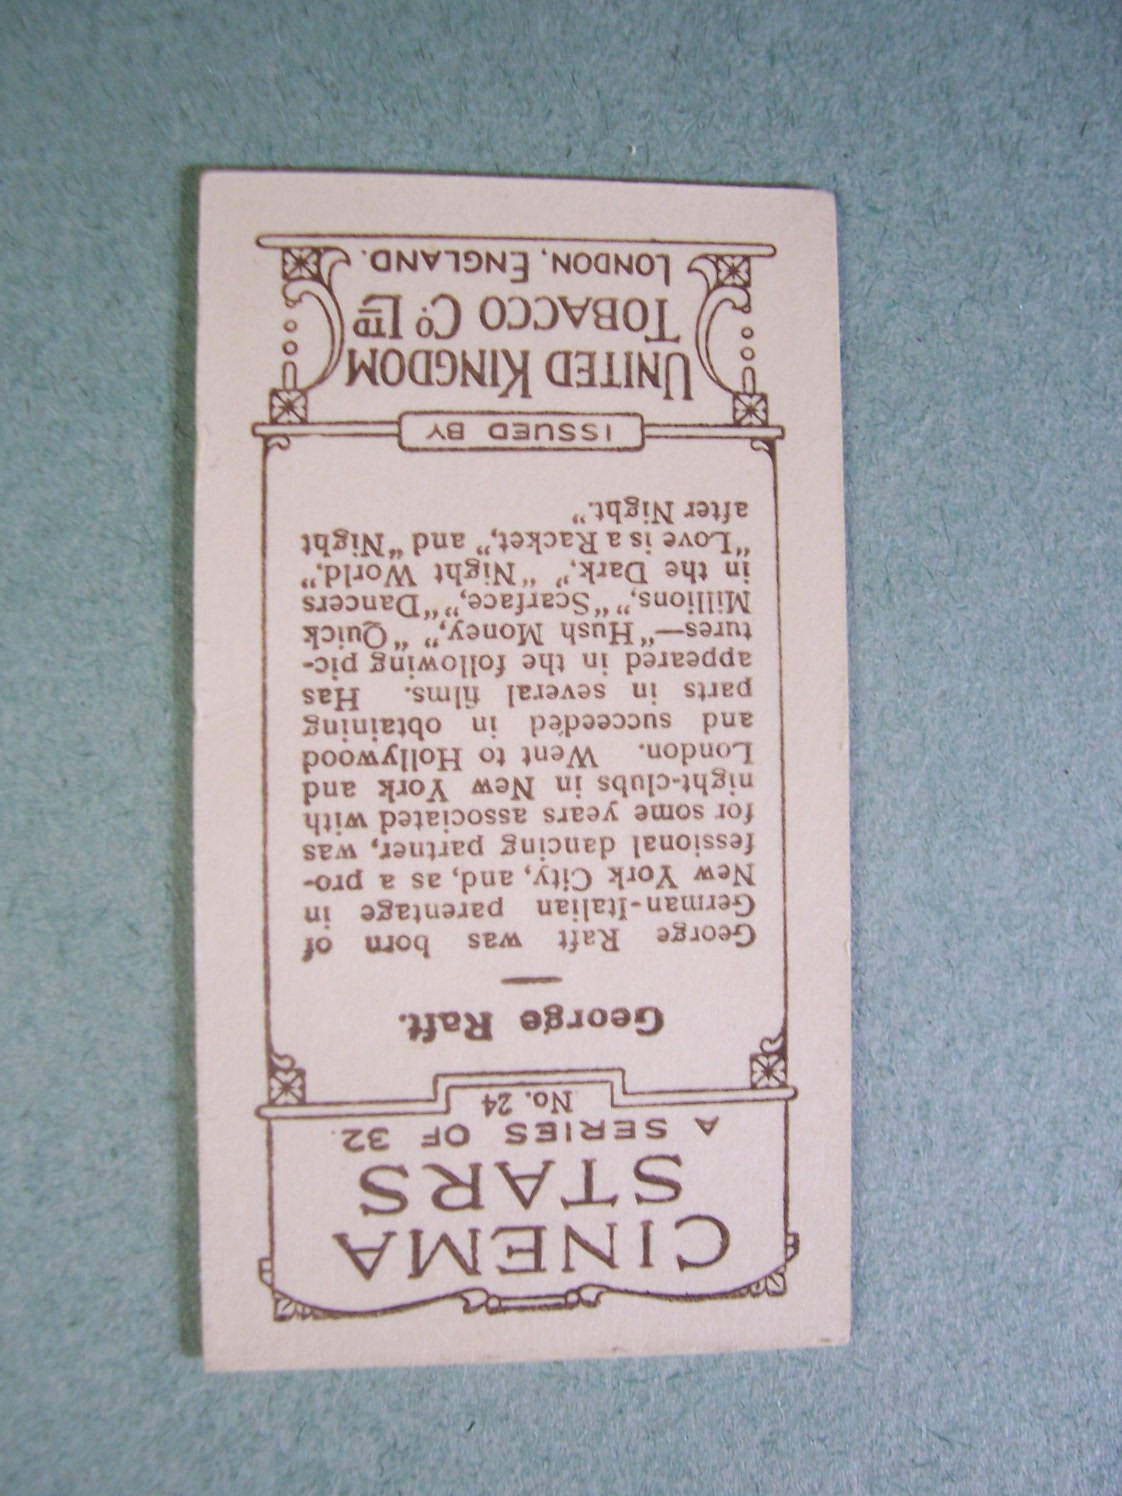 CINEMA
STARS
A SERIES OF 32.
No. 24
George Raft.
George Raft was born of
German-Italian parentage in
New York City, and, as a pro-
fessional dancing partner, was
for some years associated with
night-clubs in New York and
London. Went to Hollywood
and succeeded in obtaining
parts in several films. Has
appeared in the following pic-
tures—"Hush Money," "Quick
Millions," "Scarface," "Dancers
in the Dark," "Night World,"
"Love is a Racket," and "Night
after Night."
ISSUED BY
UNITED KINGDOM
TOBACCO CO. LTD
LONDON, ENGLAND.